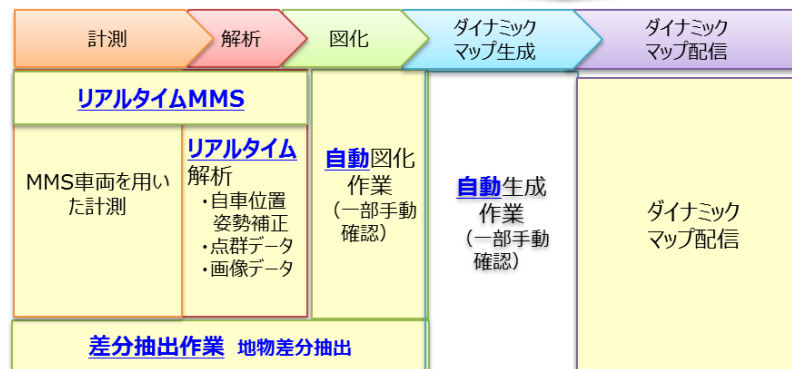 計測
解析
図化
ダイナミック
マップ生成
ダイナミック
マップ配信
リアルタイムMMS
MMS車両を用い
た計測
リアルタイム
解析
・自車位置
姿勢補正
・点群データ
・画像データ
自動図化
作業
（一部手動
確認）
自動生成
作業
（一部手動
確認）
ダイナミック
マップ配信
差分抽出作業 地物差分抽出